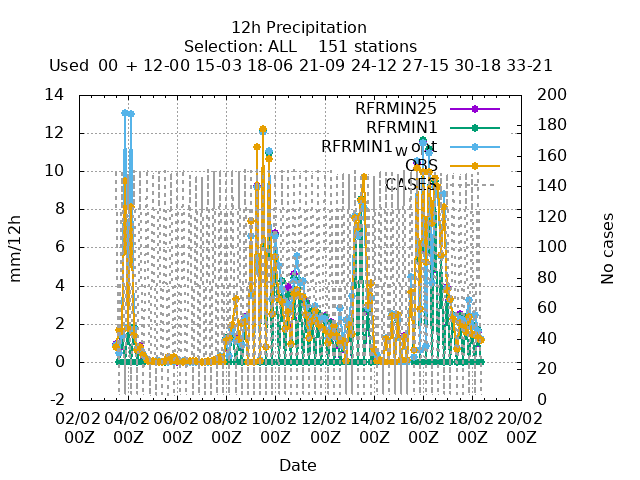 12h Precipitation
Selection: ALL 151 stations
Used 00 + 12-00 15-03 18-06 21-09 24-12 27-15 30-18 33-21
14 200
RFRMIN25
180
RFRMIN1
12
160
RFRMIN1wopt
OBS
10
CASES
140
8
120
6
100
80
4
60
2
40
0
20
-2
0
mm/12h
No cases
02/02 04/02 06/02 08/02 10/02 12/02 14/02 16/02 18/02 20/02
00Z 00Z 00Z 00Z 00Z 00Z 00Z 00Z 00Z 00Z
Date